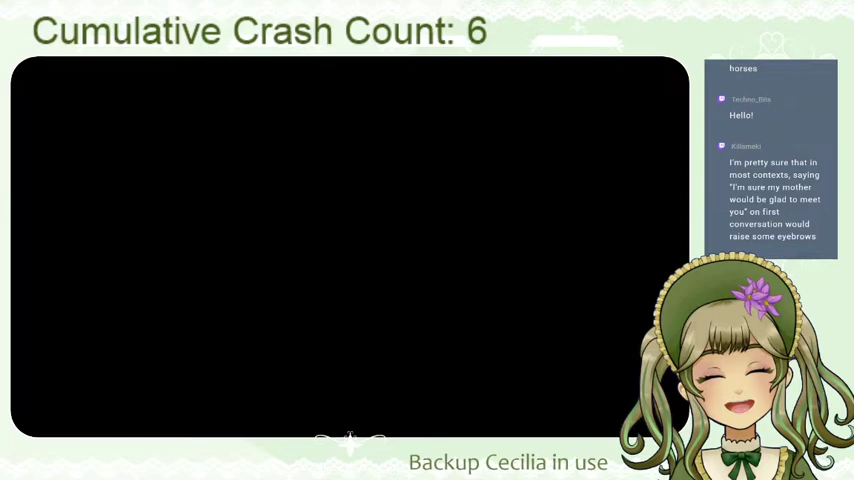 Cumulative Crash Count: 6
horses
Techno_Bits
Hello!
Killameki
I'm pretty sure that in
most contexts, saying
"I'm sure my mother
would be glad to meet
you" on first
conversation would
raise some eyebrows
Backup Cecilia in use